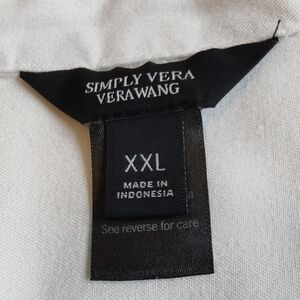 SIMPLY VERA
VERAWANG
XXL
MADE IN
INDONESIA
See reverse for care